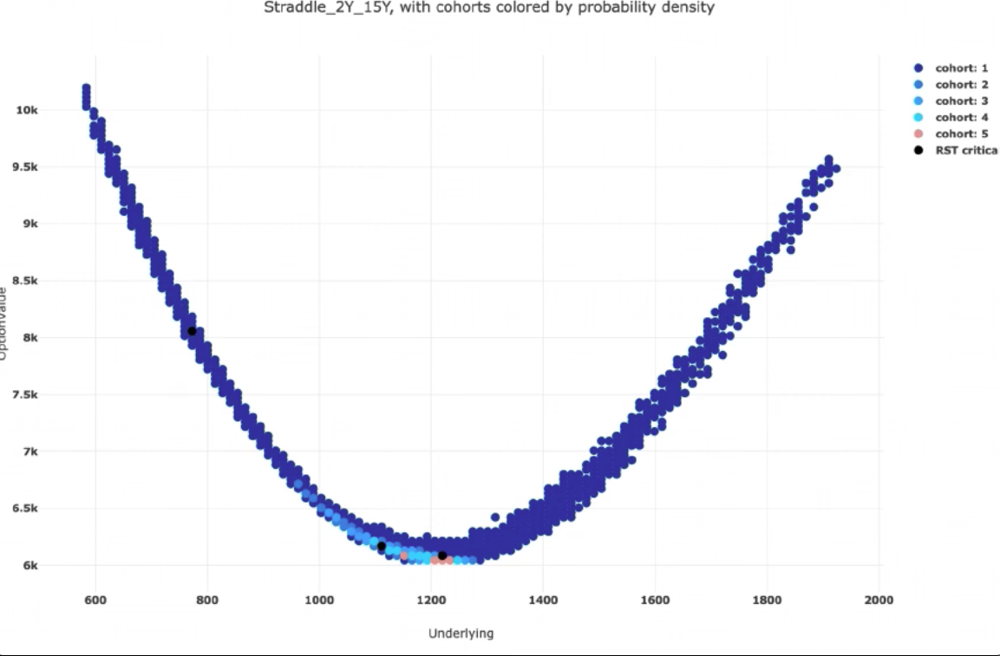 Straddle_2Y_15Y, with cohorts colored by probability density
cohort: 1
cohort: 2
cohort: 3
cohort: 4
cohort: 5
RST critica
10k
9.5k
9k
8.5k
8k
7.5k
7k
6.5k
6k
OptionValue
600
800
1000
1200
1400
1600
1800
2000
Underlying